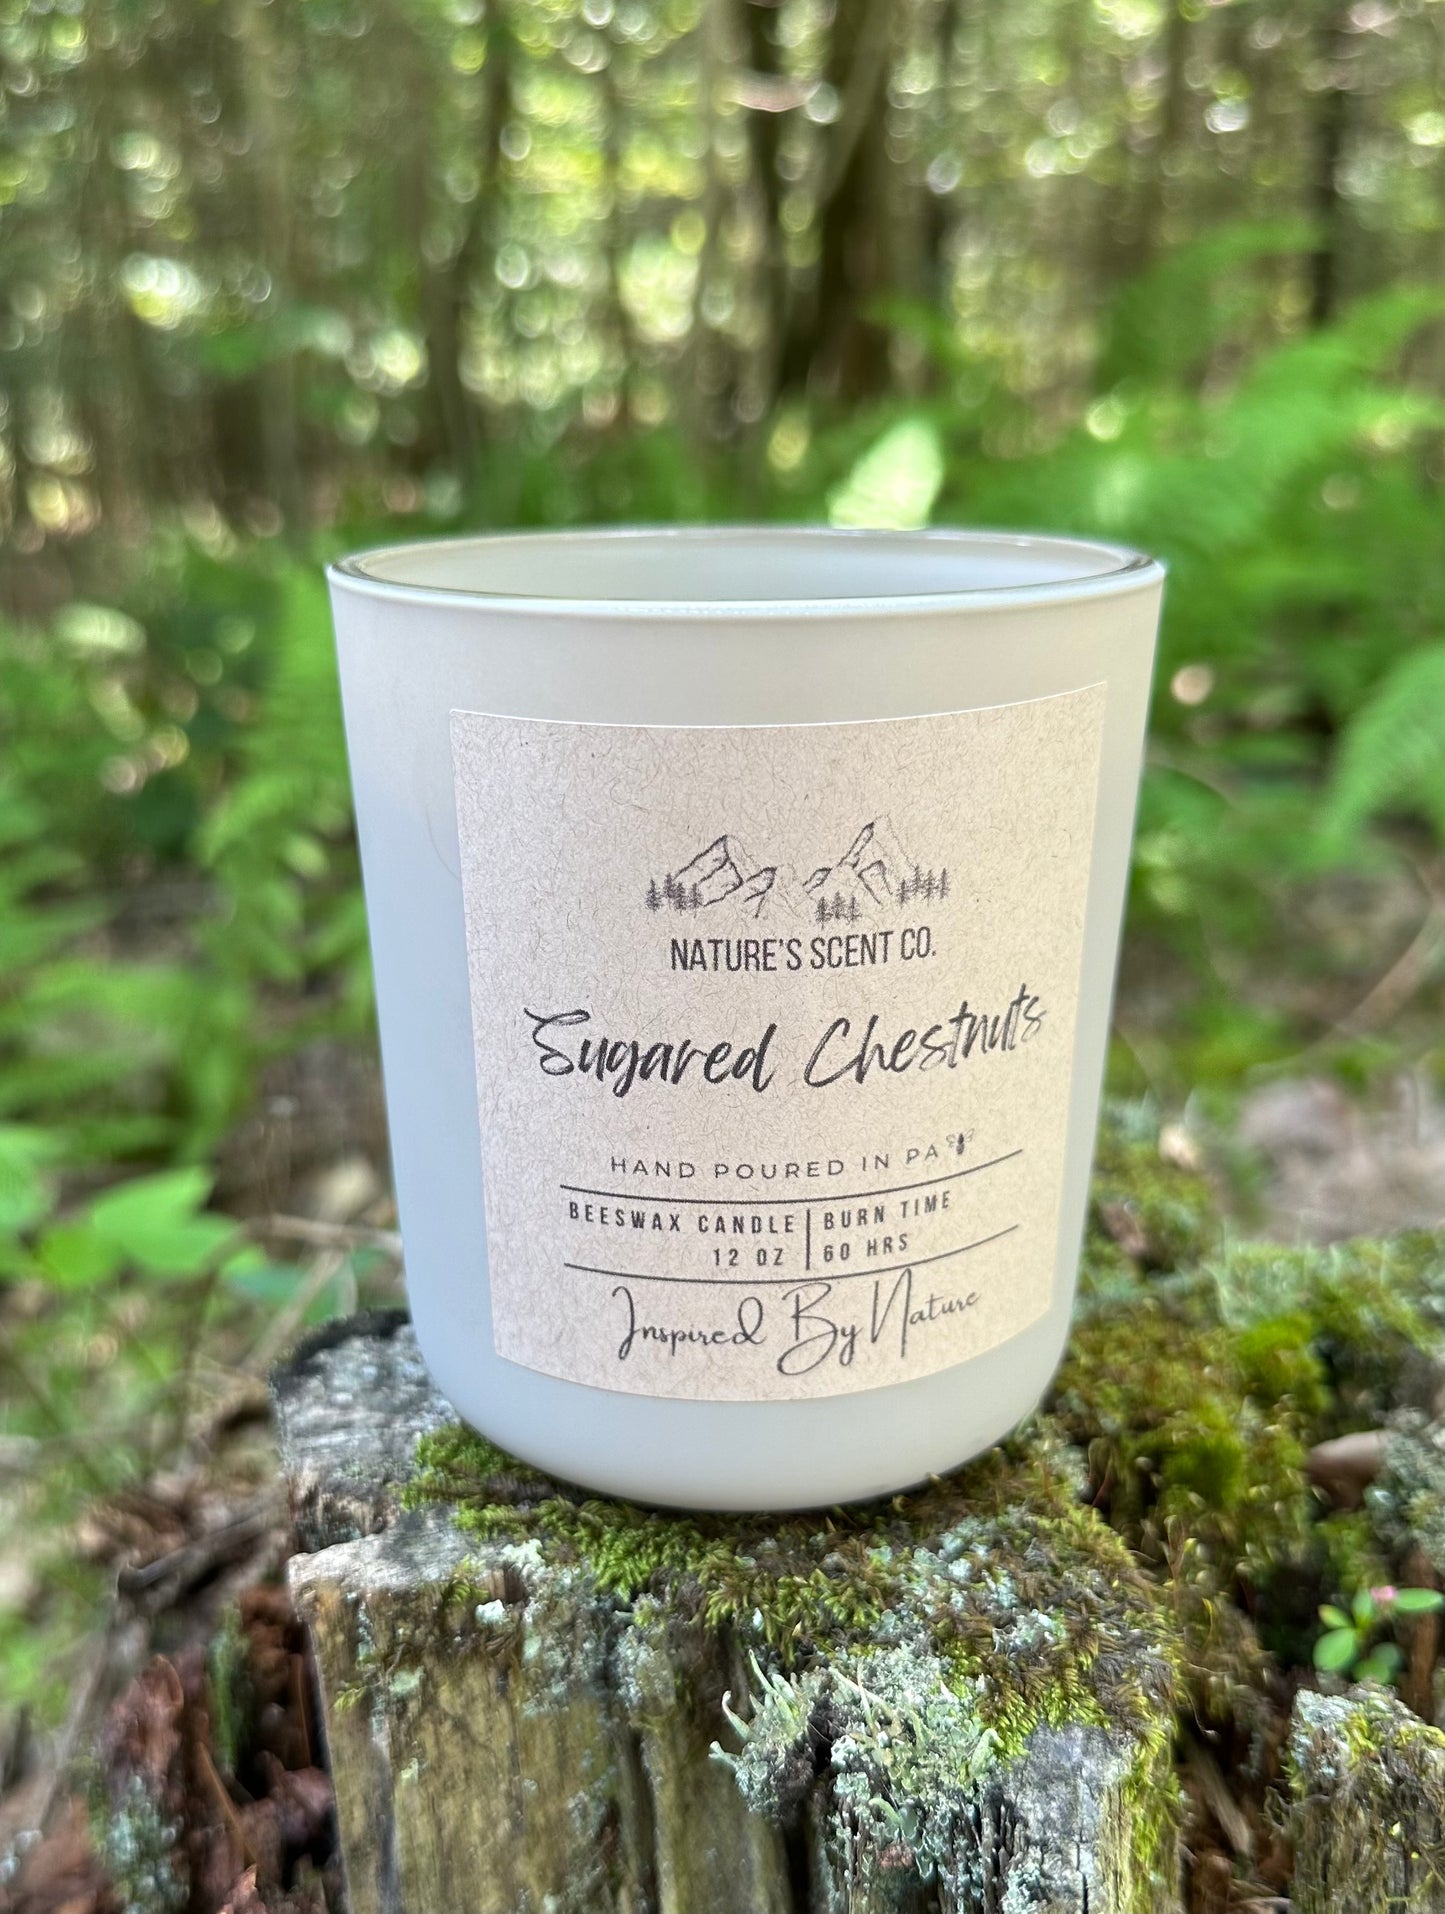 NATURE'S SCENT CO.
Sugared Chestnuts
HAND POURED IN PA
BEESWAX CANDLE | BURN TIME
12 OZ | 60 HRS
Inspired By Nature